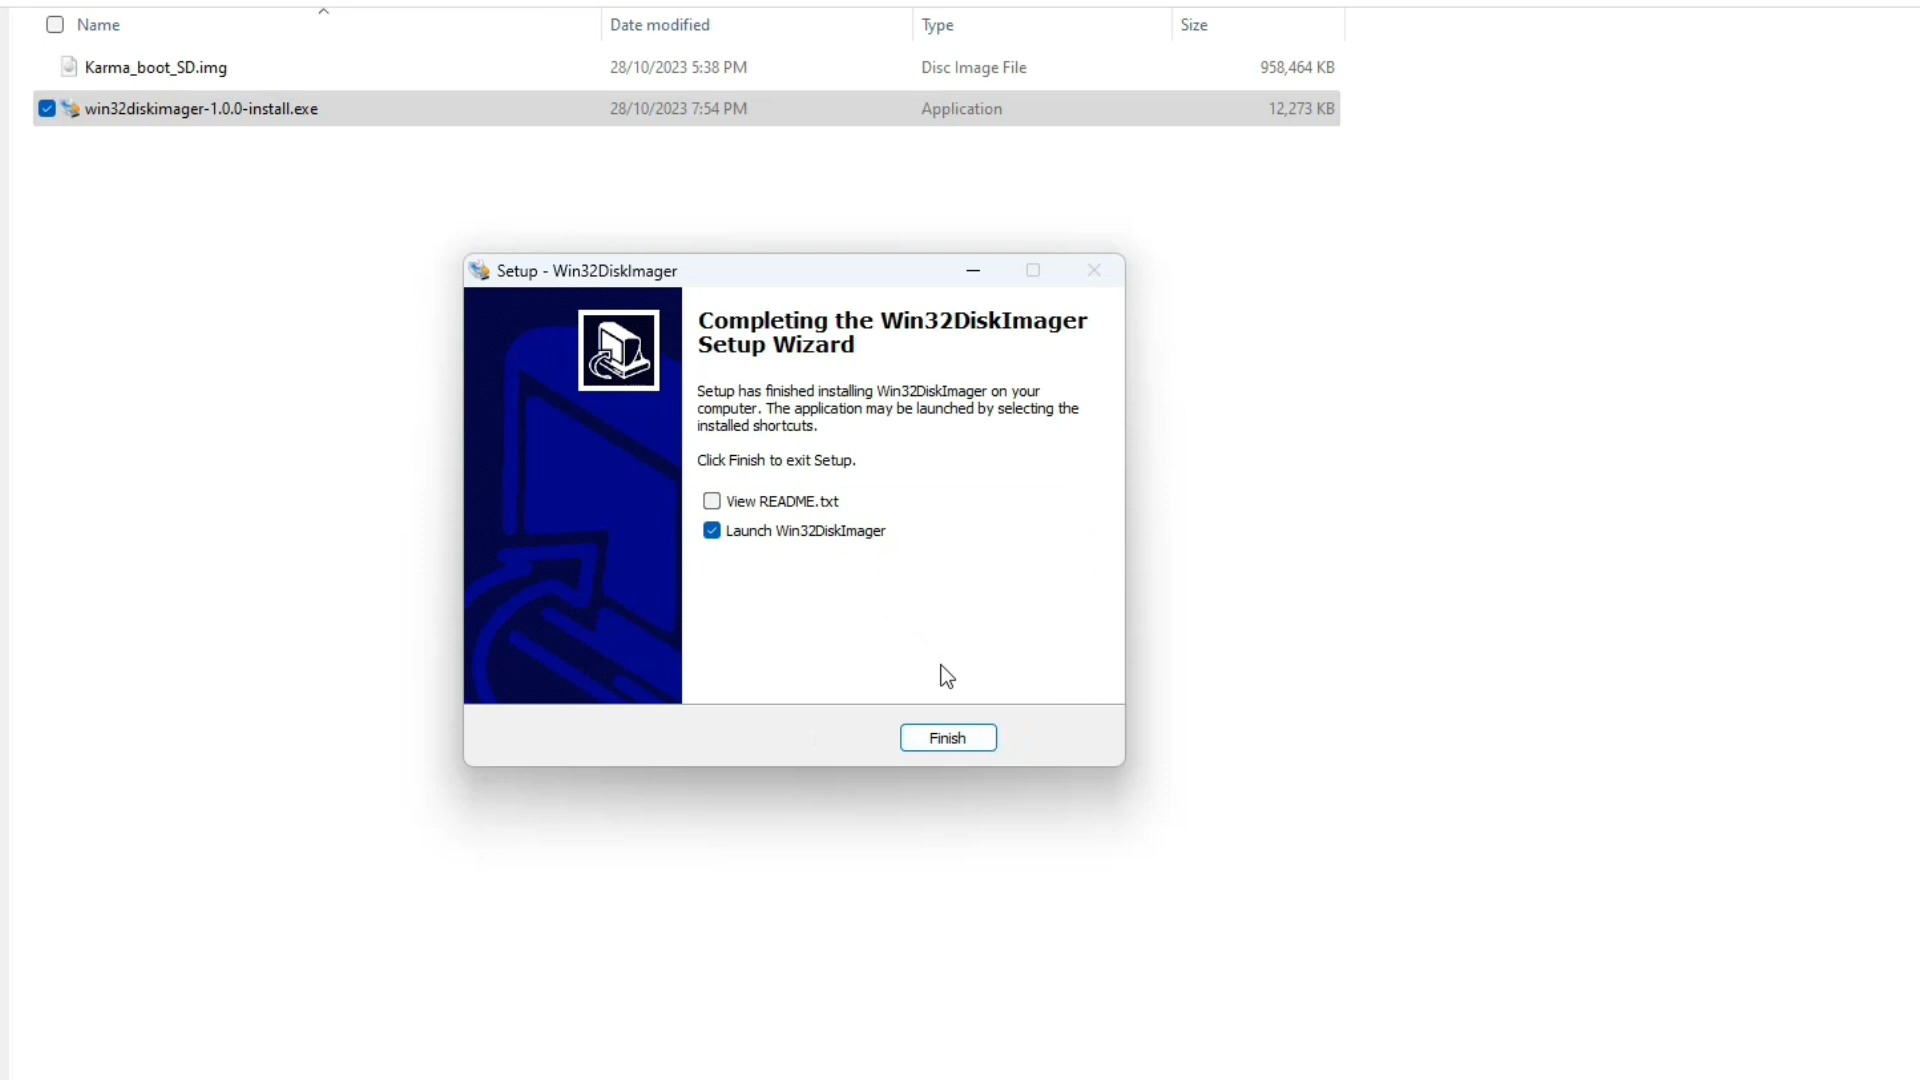 Name Date modified Type Size
Karma_boot_SD.img 28/10/2023 5:38 PM Disc Image File 958,464 KB
win32diskimager-1.0.0-install.exe 28/10/2023 7:54 PM Application 12,273 KB
Setup - Win32DiskImager
Completing the Win32DiskImager
Setup Wizard
Setup has finished installing Win32DiskImager on your
computer. The application may be launched by selecting the
installed shortcuts.
Click Finish to exit Setup.
View README.txt
Launch Win32DiskImager
Finish